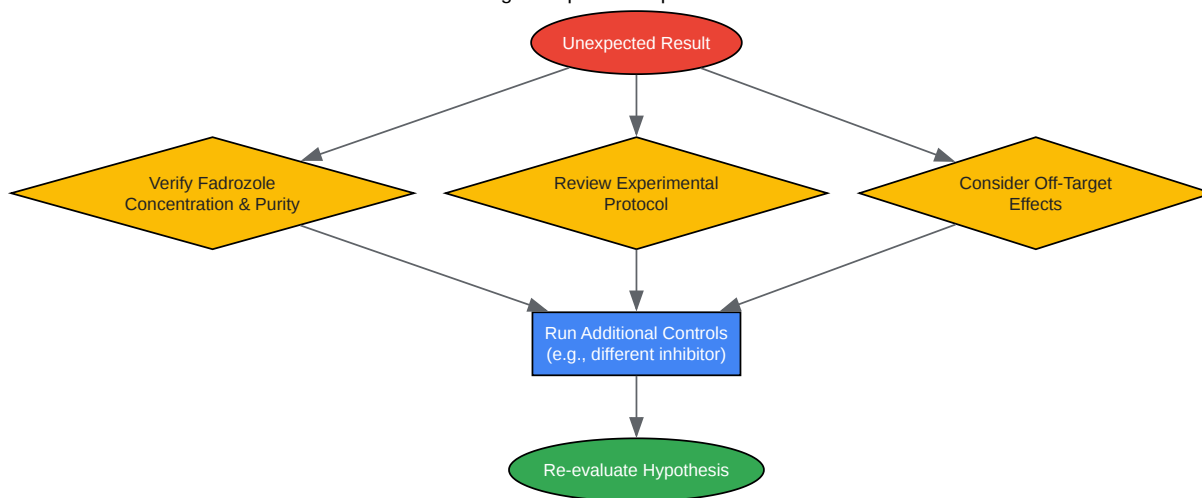 Unexpected Result
Verify Fadrozole
Concentration & Purity
Review Experimental
Protocol
Consider Off-Target
Effects
Run Additional Controls
(e.g., different inhibitor)
Re-evaluate Hypothesis